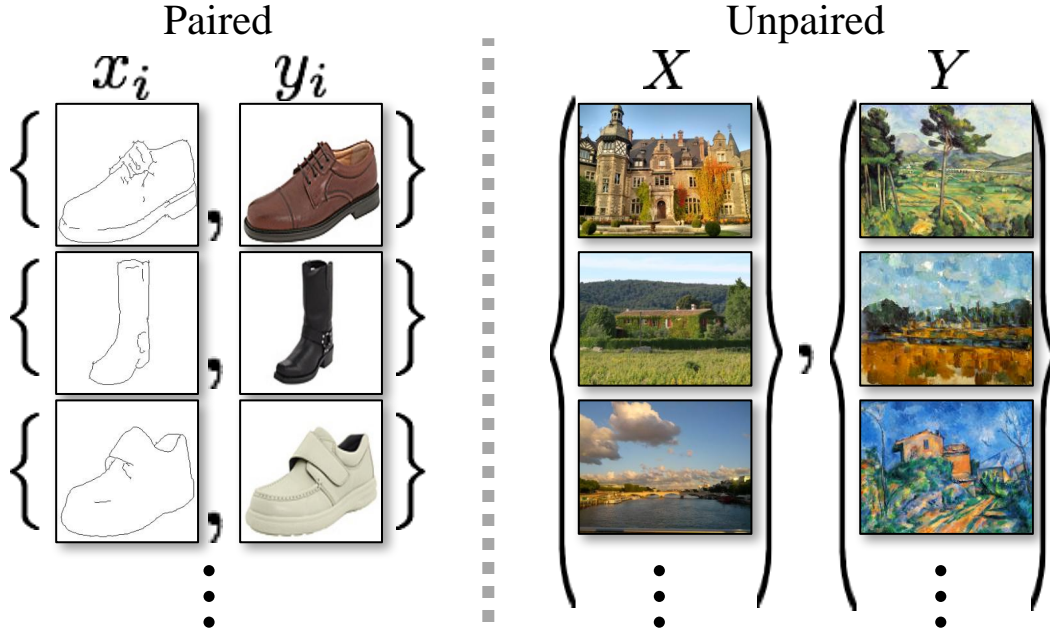 Paired
Unpaired
x_i
y_i
X
Y
{ , }
{ , }
{ , }
{ } , { }